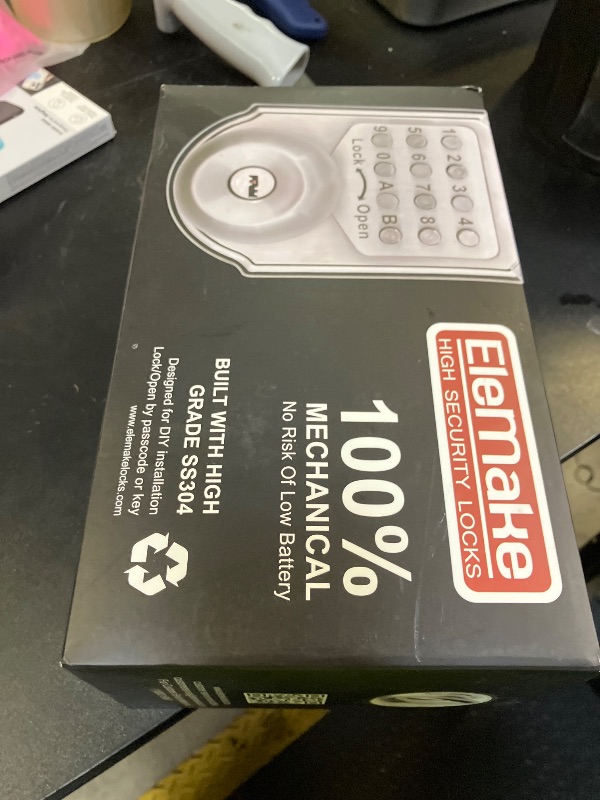 Elemake
HIGH SECURITY LOCKS
100%
MECHANICAL
No Risk Of Low Battery
BUILT WITH HIGH
GRADE SS304
Designed for DIY installation
Lock/Open by passcode or key
www.elemakelocks.com
1 2 3 4
5 6 7 8
9 0 A B
Lock Open